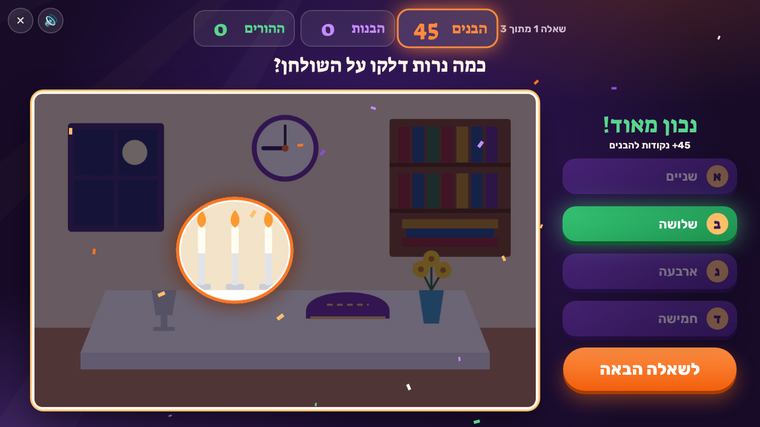 שאלה 1 מתוך 3
הבנים 45
הבנות 0
ההורים 0
כמה נרות דלקו על השולחן?
נכון מאוד!
+45 נקודות להבנים
א שניים
ב שלושה
ג ארבעה
ד חמישה
לשאלה הבאה